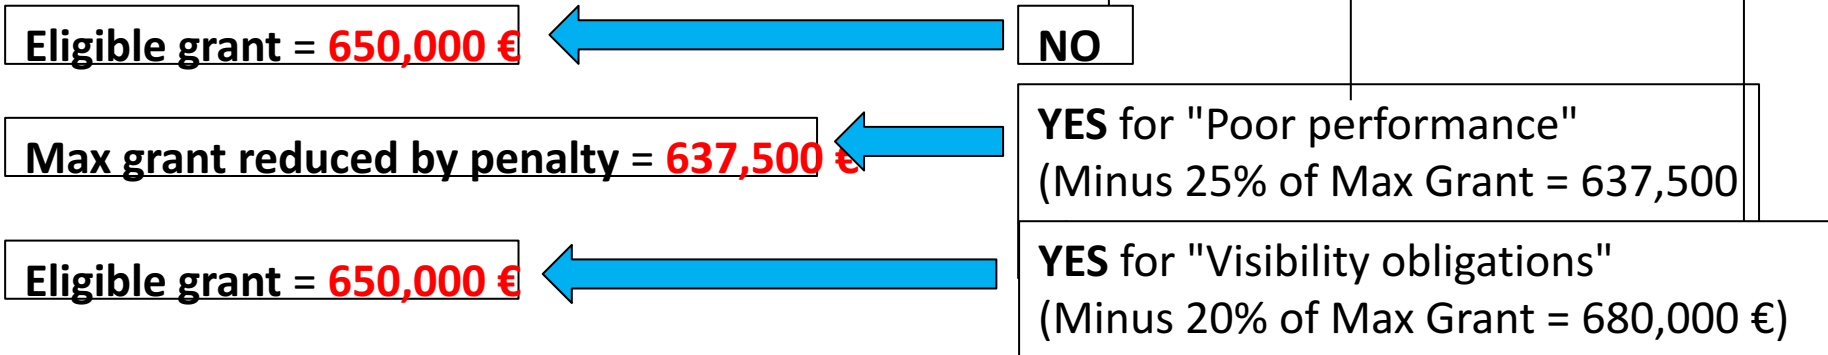 Eligible grant = 650,000 €
NO
Max grant reduced by penalty = 637,500 €
YES for "Poor performance"
(Minus 25% of Max Grant = 637,500
Eligible grant = 650,000 €
YES for "Visibility obligations"
(Minus 20% of Max Grant = 680,000 €)